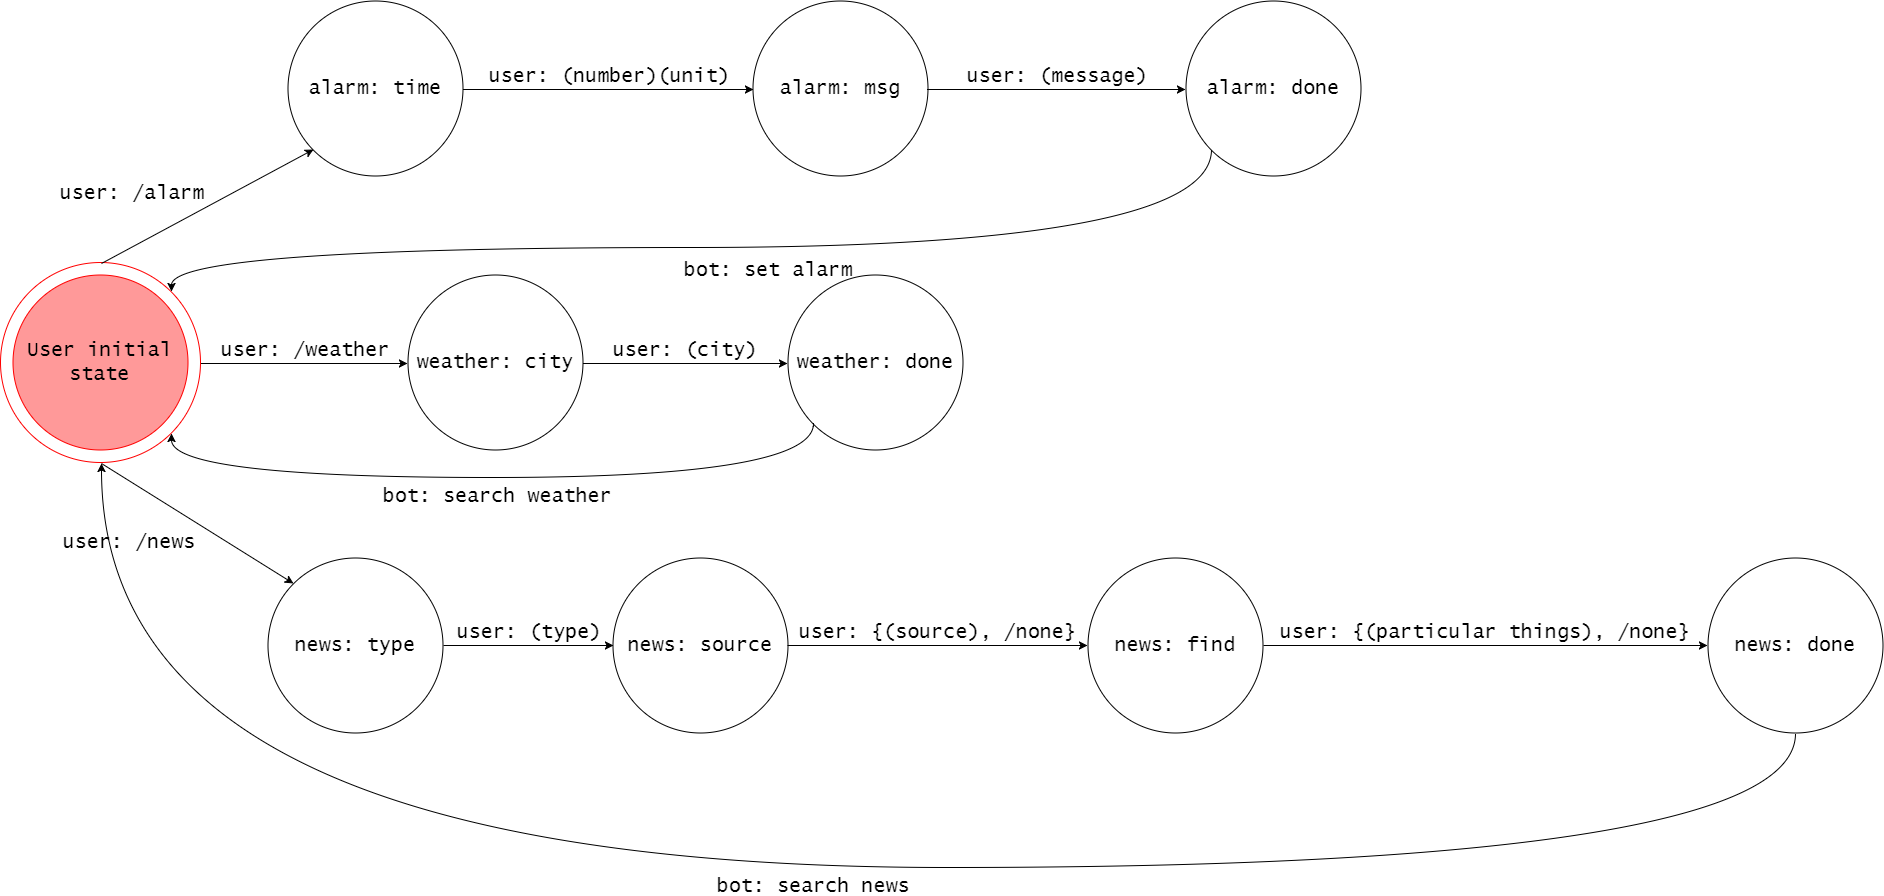 alarm: time
user: (number)(unit)
alarm: msg
user: (message)
alarm: done
user: /alarm
bot: set alarm
User initial
state
user: /weather
weather: city
user: (city)
weather: done
bot: search weather
user: /news
news: type
user: (type)
news: source
user: {(source), /none}
news: find
user: {(particular things), /none}
news: done
bot: search news